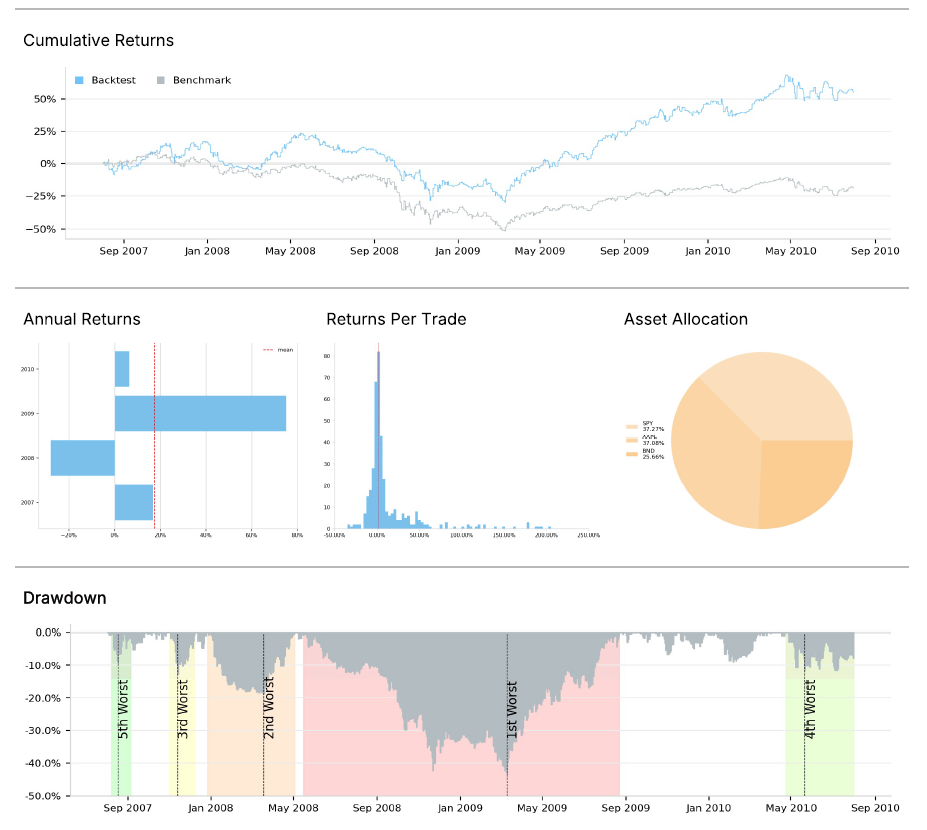 Cumulative Returns
Backtest
Benchmark
50%
25%
0%
−25%
−50%
Sep 2007
Jan 2008
May 2008
Sep 2008
Jan 2009
May 2009
Sep 2009
Jan 2010
May 2010
Sep 2010
Annual Returns
mean
2010
2009
2008
2007
−20%
0%
20%
40%
60%
80%
Returns Per Trade
80
70
60
50
40
30
20
10
0
-50.00%
0.00%
50.00%
100.00%
150.00%
200.00%
250.00%
Asset Allocation
SPY
37.27%
37.08%
BND
25.66%
Drawdown
0.0%
-10.0%
-20.0%
-30.0%
-40.0%
-50.0%
5th Worst
3rd Worst
2nd Worst
1st Worst
4th Worst
Sep 2007
Jan 2008
May 2008
Sep 2008
Jan 2009
May 2009
Sep 2009
Jan 2010
May 2010
Sep 2010